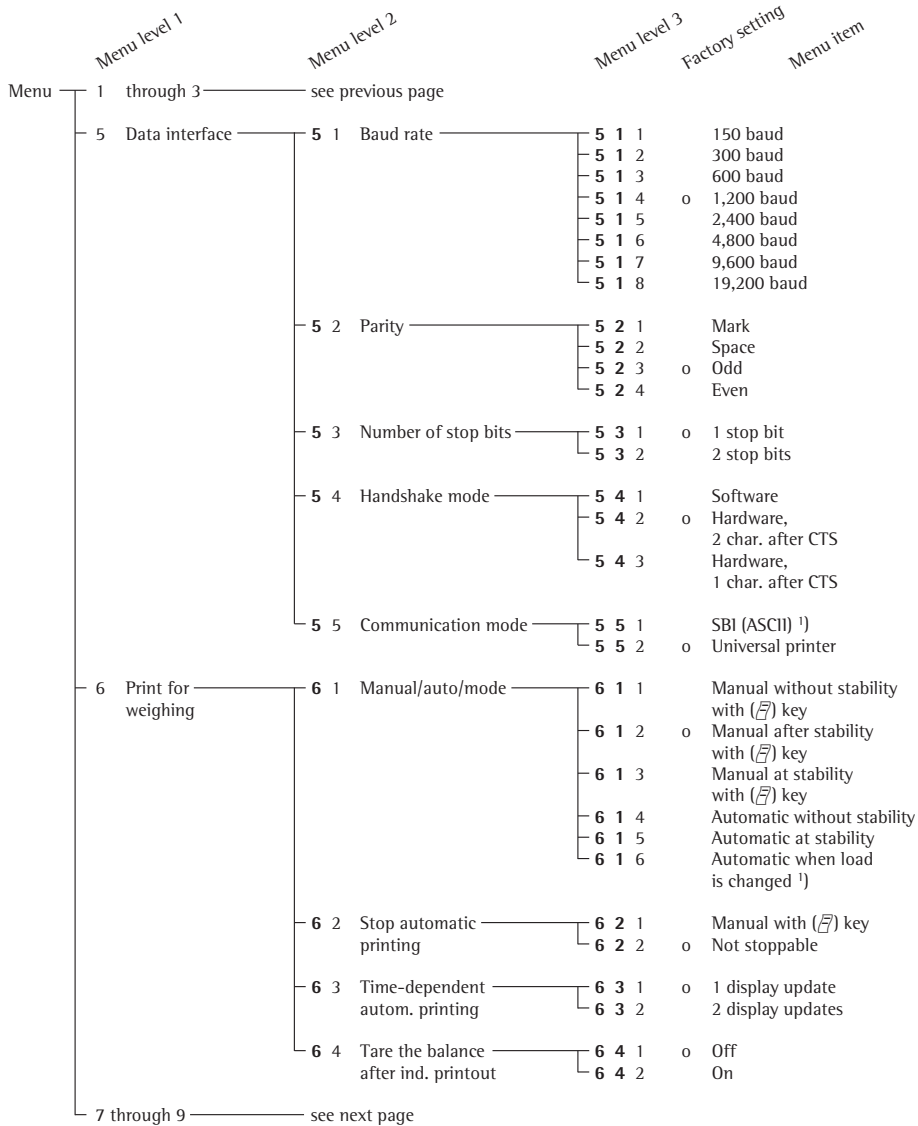 Menu level 1 Menu level 2 Menu level 3 Factory setting Menu item
Menu 1 through 3 see previous page
5 Data interface 5 1 Baud rate 5 1 1 150 baud
5 1 2 300 baud
5 1 3 600 baud
5 1 4 o 1,200 baud
5 1 5 2,400 baud
5 1 6 4,800 baud
5 1 7 9,600 baud
5 1 8 19,200 baud
5 2 Parity 5 2 1 Mark
5 2 2 Space
5 2 3 o Odd
5 2 4 Even
5 3 Number of stop bits 5 3 1 o 1 stop bit
5 3 2 2 stop bits
5 4 Handshake mode 5 4 1 Software
5 4 2 o Hardware,
2 char. after CTS
5 4 3 Hardware,
1 char. after CTS
5 5 Communication mode 5 5 1 SBI (ASCII) 1)
5 5 2 o Universal printer
6 Print for 6 1 Manual/auto/mode 6 1 1 Manual without stability
weighing with () key
6 1 2 o Manual after stability
with () key
6 1 3 Manual at stability
with () key
6 1 4 Automatic without stability
6 1 5 Automatic at stability
6 1 6 Automatic when load
is changed 1)
6 2 Stop automatic 6 2 1 Manual with () key
printing 6 2 2 o Not stoppable
6 3 Time-dependent 6 3 1 o 1 display update
autom. printing 6 3 2 2 display updates
6 4 Tare the balance 6 4 1 o Off
after ind. printout 6 4 2 On
7 through 9 see next page